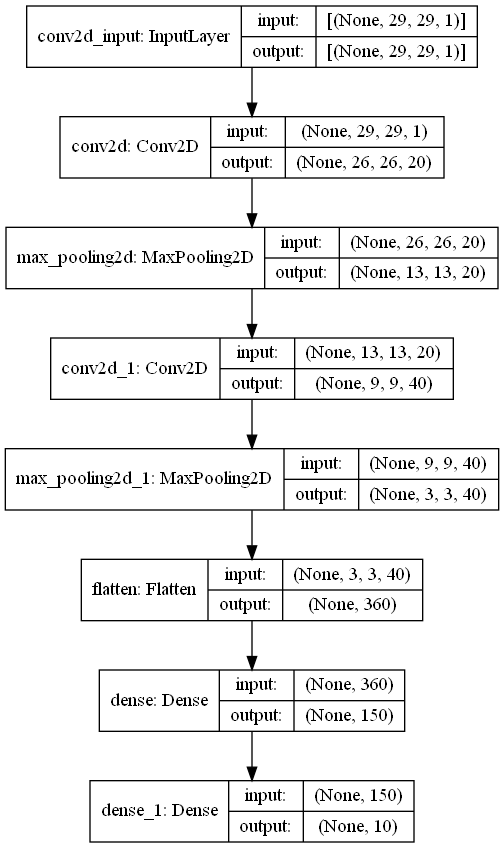 conv2d_input: InputLayer
input: [(None, 29, 29, 1)]
output: [(None, 29, 29, 1)]
conv2d: Conv2D
input: (None, 29, 29, 1)
output: (None, 26, 26, 20)
max_pooling2d: MaxPooling2D
input: (None, 26, 26, 20)
output: (None, 13, 13, 20)
conv2d_1: Conv2D
input: (None, 13, 13, 20)
output: (None, 9, 9, 40)
max_pooling2d_1: MaxPooling2D
input: (None, 9, 9, 40)
output: (None, 3, 3, 40)
flatten: Flatten
input: (None, 3, 3, 40)
output: (None, 360)
dense: Dense
input: (None, 360)
output: (None, 150)
dense_1: Dense
input: (None, 150)
output: (None, 10)